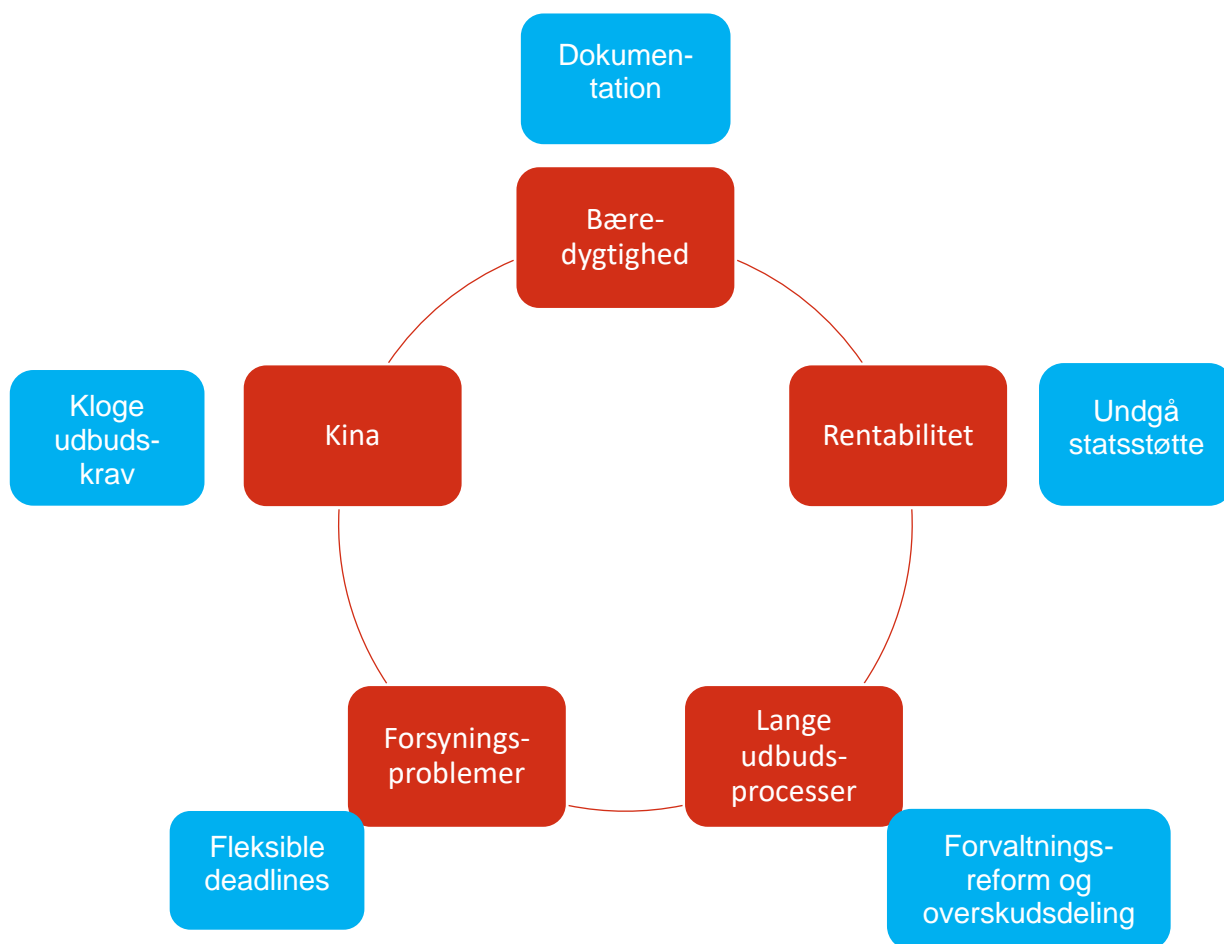 Dokumen-
tation
Bære-
dygtighed
Kloge
udbuds-
krav
Kina
Rentabilitet
Undgå
statsstøtte
Forsynings-
problemer
Lange
udbuds-
processer
Fleksible
deadlines
Forvaltnings-
reform og
overskudsdeling